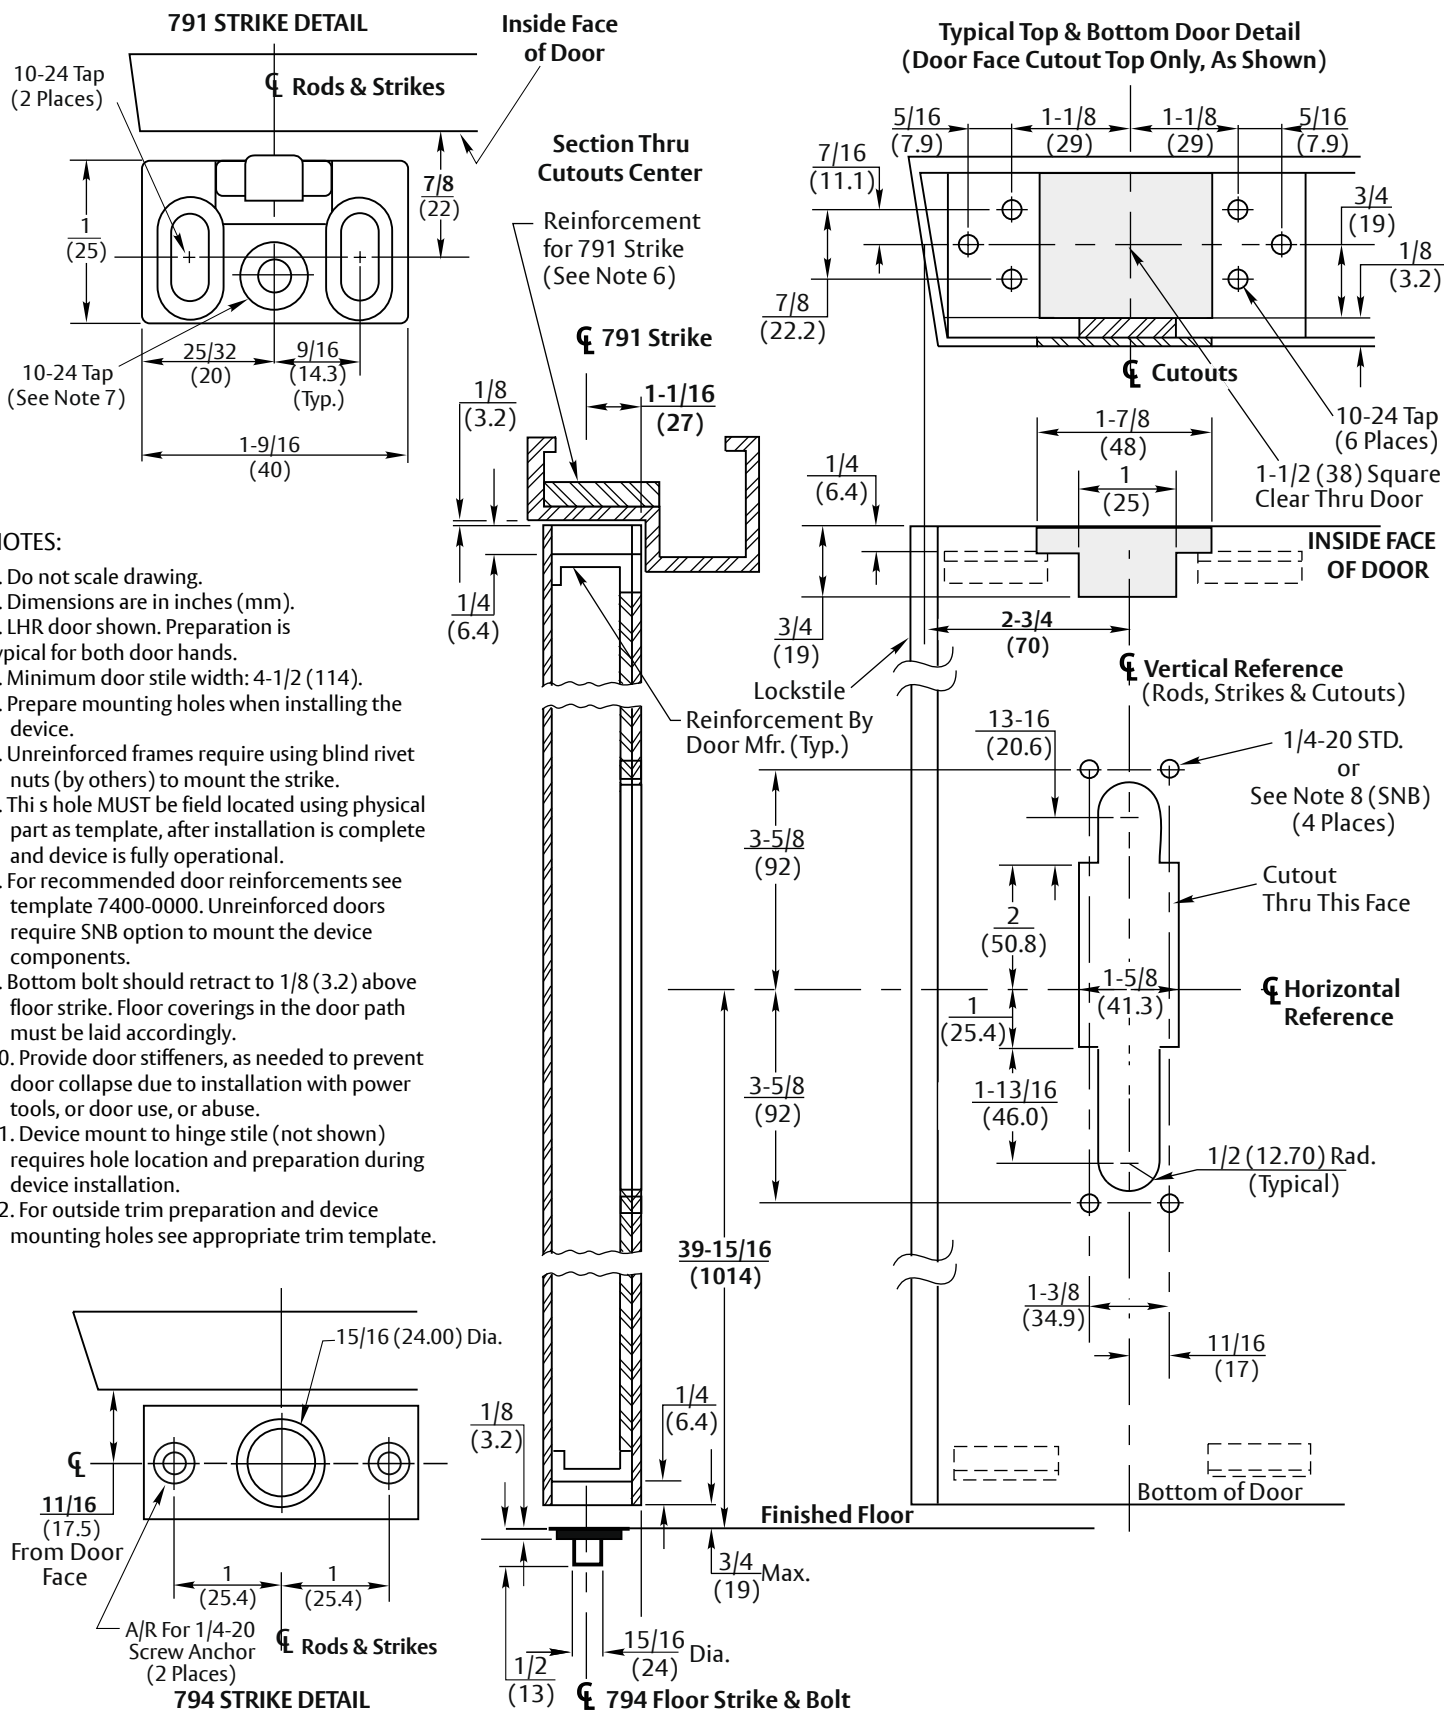 791 STRIKE DETAIL
10-24 Tap
(2 Places)
℄ Rods & Strikes
Inside Face
of Door
1
(25)
7/8
(22)
10-24 Tap
(See Note 7)
25/32
(20)
9/16
(14.3)
(Typ.)
1-9/16
(40)
Section Thru
Cutouts Center
Reinforcement
for 791 Strike
(See Note 6)
℄ 791 Strike
1/8
(3.2)
1-1/16
(27)
1/4
(6.4)
Typical Top & Bottom Door Detail
(Door Face Cutout Top Only, As Shown)
5/16
(7.9)
1-1/8
(29)
1-1/8
(29)
5/16
(7.9)
7/16
(11.1)
3/4
(19)
1/8
(3.2)
7/8
(22.2)
℄ Cutouts
10-24 Tap
(6 Places)
1-1/2 (38) Square
Clear Thru Door
1-7/8
(48)
1
(25)
1/4
(6.4)
INSIDE FACE
OF DOOR
3/4
(19)
2-3/4
(70)
Lockstile
Reinforcement By
Door Mfr. (Typ.)
℄ Vertical Reference
(Rods, Strikes & Cutouts)
13-16
(20.6)
1/4-20 STD.
or
See Note 8 (SNB)
(4 Places)
3-5/8
(92)
Cutout
Thru This Face
2
(50.8)
1-5/8
(41.3)
℄ Horizontal
Reference
1
(25.4)
3-5/8
(92)
1-13/16
(46.0)
1/2 (12.70) Rad.
(Typical)
39-15/16
(1014)
1-3/8
(34.9)
11/16
(17)
Bottom of Door
OTES:
. Do not scale drawing.
. Dimensions are in inches (mm).
. LHR door shown. Preparation is
ypical for both door hands.
. Minimum door stile width: 4-1/2 (114).
. Prepare mounting holes when installing the
device.
. Unreinforced frames require using blind rivet
nuts (by others) to mount the strike.
. Thi s hole MUST be field located using physical
part as template, after installation is complete
and device is fully operational.
. For recommended door reinforcements see
template 7400-0000. Unreinforced doors
require SNB option to mount the device
components.
. Bottom bolt should retract to 1/8 (3.2) above
floor strike. Floor coverings in the door path
must be laid accordingly.
0. Provide door stiffeners, as needed to prevent
door collapse due to installation with power
tools, or door use, or abuse.
1. Device mount to hinge stile (not shown)
requires hole location and preparation during
device installation.
2. For outside trim preparation and device
mounting holes see appropriate trim template.
15/16 (24.00) Dia.
℄
11/16
(17.5)
From Door
Face
1
(25.4)
1
(25.4)
A/R For 1/4-20
Screw Anchor
(2 Places)
℄ Rods & Strikes
794 STRIKE DETAIL
1/8
(3.2)
1/4
(6.4)
Finished Floor
3/4
(19)
Max.
15/16
(24)
Dia.
1/2
(13)
℄ 794 Floor Strike & Bolt